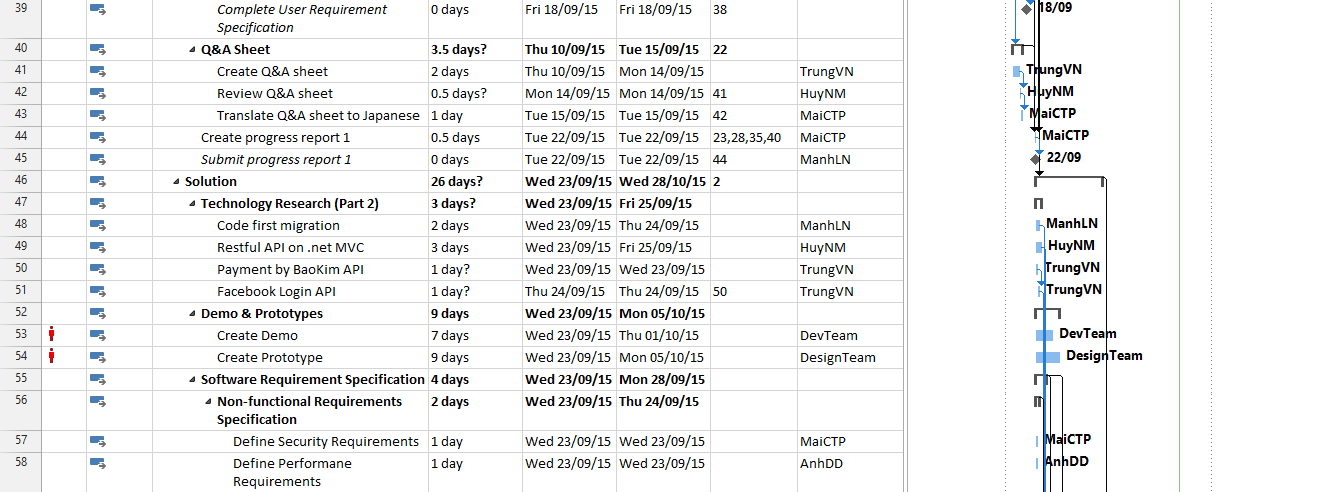 39 Complete User Requirement 0 days Fri 18/09/15 Fri 18/09/15 38 18/09
Specification
40 Q&A Sheet 3.5 days? Thu 10/09/15 Tue 15/09/15 22
41 Create Q&A sheet 2 days Thu 10/09/15 Mon 14/09/15 TrungVN TrungVN
42 Review Q&A sheet 0.5 days? Mon 14/09/15 Mon 14/09/15 41 HuyNM HuyNM
43 Translate Q&A sheet to Japanese 1 day Tue 15/09/15 Tue 15/09/15 42 MaiCTP MaiCTP
44 Create progress report 1 0.5 days Tue 22/09/15 Tue 22/09/15 23,28,35,40 MaiCTP MaiCTP
45 Submit progress report 1 0 days Tue 22/09/15 Tue 22/09/15 44 ManhLN 22/09
46 Solution 26 days? Wed 23/09/15 Wed 28/10/15 2
47 Technology Research (Part 2) 3 days? Wed 23/09/15 Fri 25/09/15
48 Code first migration 2 days Wed 23/09/15 Thu 24/09/15 ManhLN ManhLN
49 Restful API on .net MVC 3 days Wed 23/09/15 Fri 25/09/15 HuyNM HuyNM
50 Payment by BaoKim API 1 day? Wed 23/09/15 Wed 23/09/15 TrungVN TrungVN
51 Facebook Login API 1 day? Thu 24/09/15 Thu 24/09/15 50 TrungVN TrungVN
52 Demo & Prototypes 9 days Wed 23/09/15 Mon 05/10/15
53 Create Demo 7 days Wed 23/09/15 Thu 01/10/15 DevTeam DevTeam
54 Create Prototype 9 days Wed 23/09/15 Mon 05/10/15 DesignTeam DesignTeam
55 Software Requirement Specification 4 days Wed 23/09/15 Mon 28/09/15
56 Non-functional Requirements 2 days Wed 23/09/15 Thu 24/09/15
Specification
57 Define Security Requirements 1 day Wed 23/09/15 Wed 23/09/15 MaiCTP MaiCTP
58 Define Performane 1 day Wed 23/09/15 Wed 23/09/15 AnhDD AnhDD
Requirements